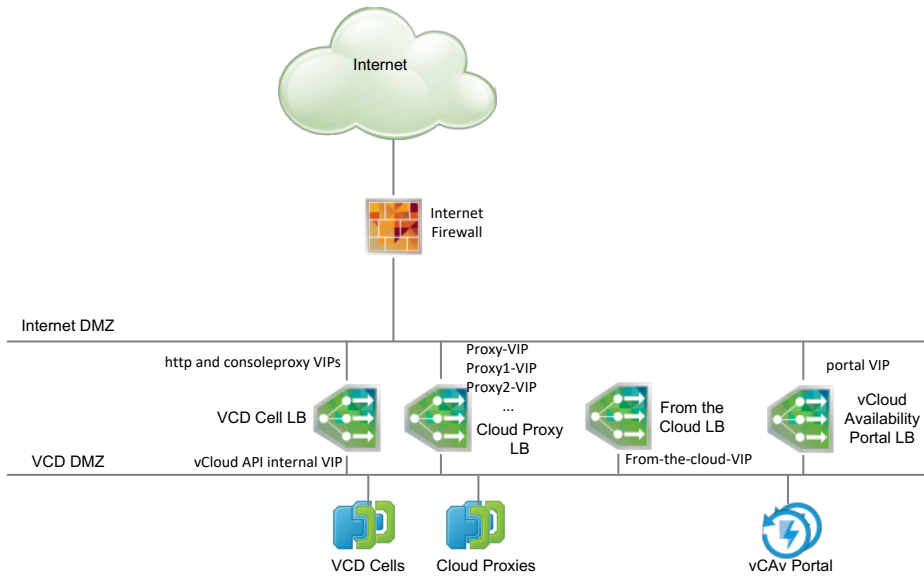 Internet
Internet
Firewall
Internet DMZ
http and consoleproxy VIPs
Proxy-VIP
Proxy1-VIP
Proxy2-VIP
...
portal VIP
VCD Cell LB
Cloud Proxy
LB
From the
Cloud LB
vCloud
Availability
Portal LB
VCD DMZ
vCloud API internal VIP
From-the-cloud-VIP
VCD Cells
Cloud Proxies
vCAv Portal